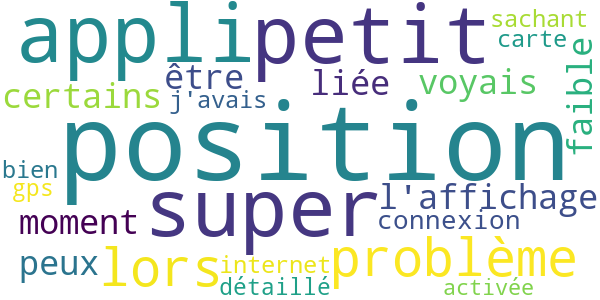 appli petit sachant
carte
être liée voyais faible
certains j'avais
position
bien
gps super l'affichage
moment connexion
peux lors internet problème
détaillé activée